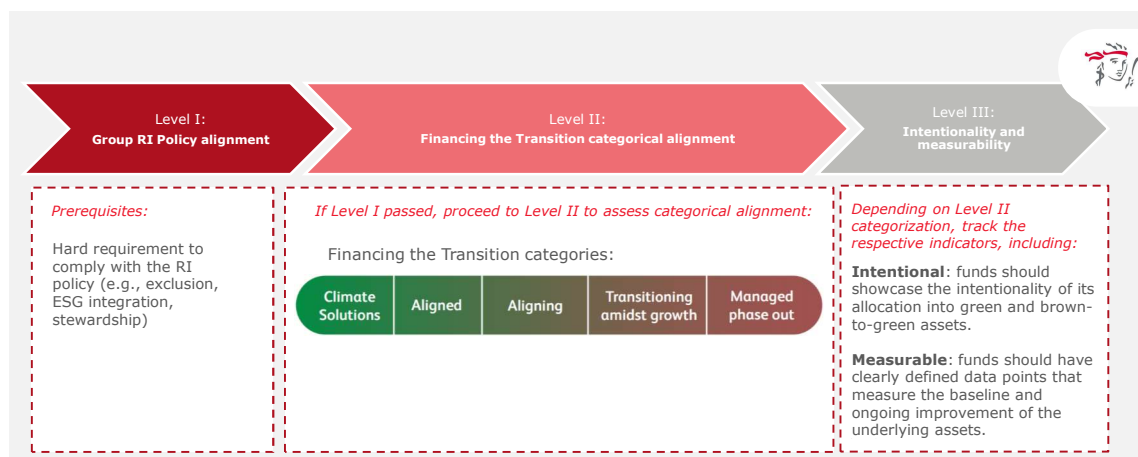 Level I:
Group RI Policy alignment
Level II:
Financing the Transition categorical alignment
Level III:
Intentionality and
measurability
Prerequisites:
Hard requirement to
comply with the RI
policy (e.g., exclusion,
ESG integration,
stewardship)
If Level I passed, proceed to Level II to assess categorical alignment:
Financing the Transition categories:
Climate
Solutions
Aligned
Aligning
Transitioning
amidst growth
Managed
phase out
Depending on Level II
categorization, track the
respective indicators, including:
Intentional: funds should
showcase the intentionality of its
allocation into green and brown-
to-green assets.
Measurable: funds should have
clearly defined data points that
measure the baseline and
ongoing improvement of the
underlying assets.